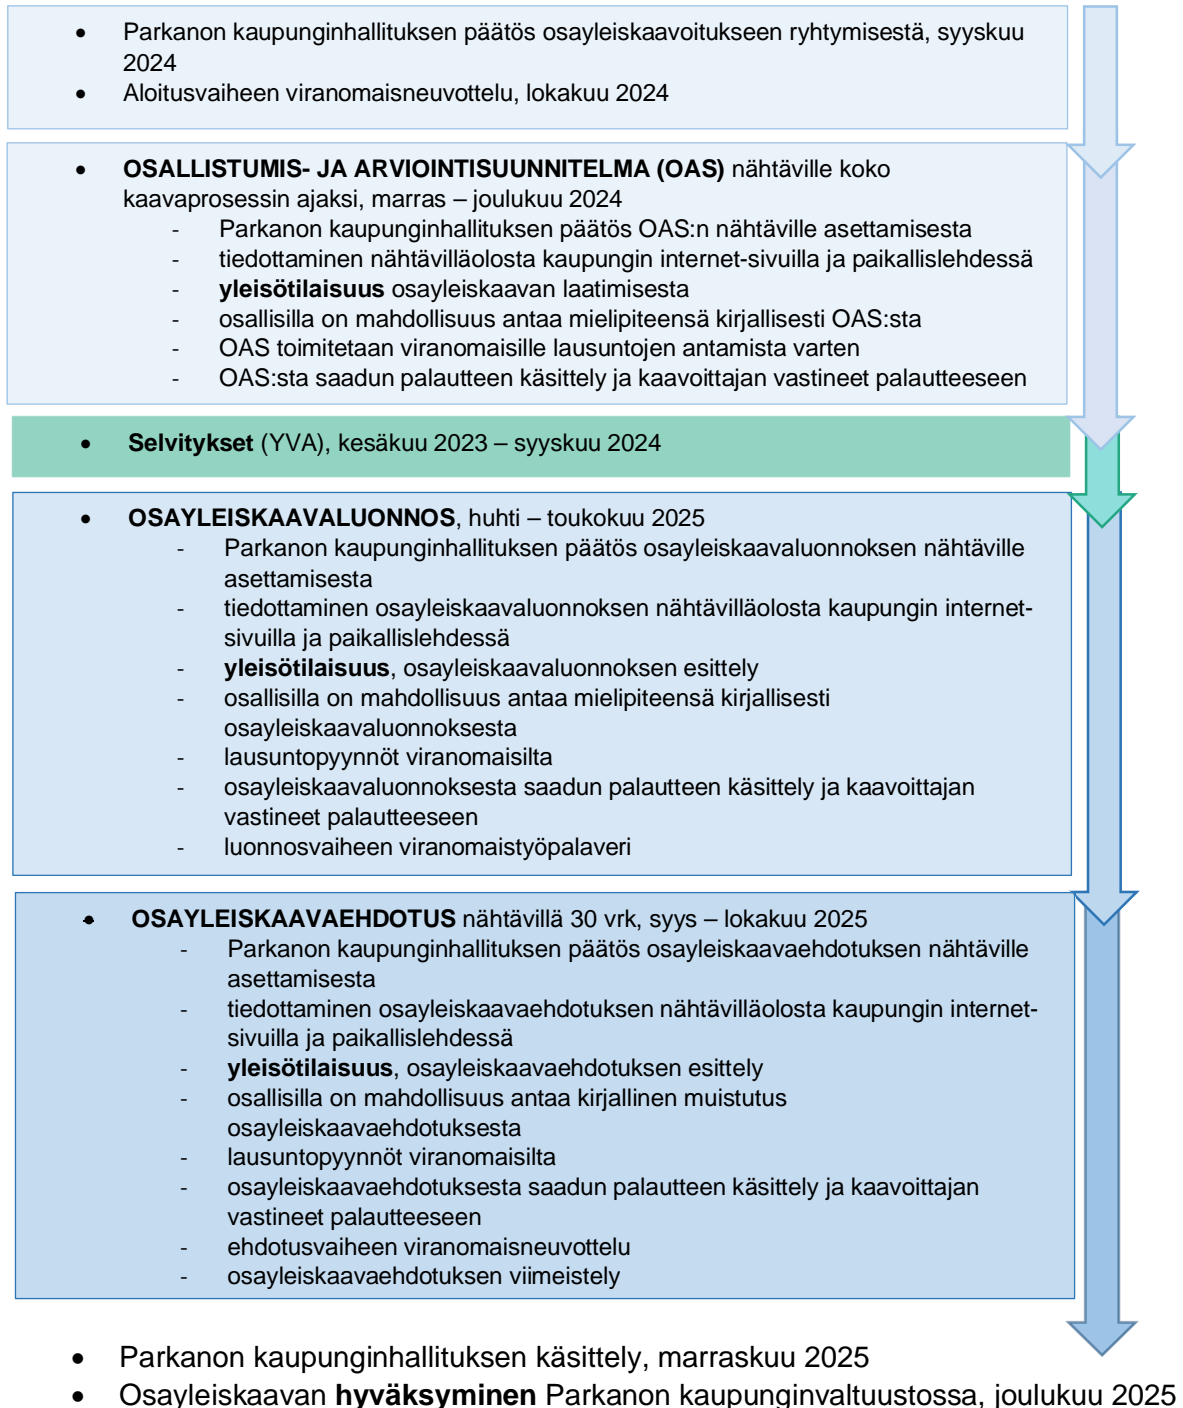 • Parkanon kaupunginhallituksen päätös osayleiskaavoitukseen ryhtymisestä, syyskuu
2024
• Aloitusvaiheen viranomaisneuvottelu, lokakuu 2024
• OSALLISTUMIS- JA ARVIOINTISUUNNITELMA (OAS) nähtäville koko
kaavaprosessin ajaksi, marras – joulukuu 2024
- Parkanon kaupunginhallituksen päätös OAS:n nähtäville asettamisesta
- tiedottaminen nähtävilläolosta kaupungin internet-sivuilla ja paikallislehdessä
- yleisötilaisuus osayleiskaavan laatimisesta
- osallisilla on mahdollisuus antaa mielipiteensä kirjallisesti OAS:sta
- OAS toimitetaan viranomaisille lausuntojen antamista varten
- OAS:sta saadun palautteen käsittely ja kaavoittajan vastineet palautteeseen
• Selvitykset (YVA), kesäkuu 2023 – syyskuu 2024
• OSAYLEISKAAVALUONNOS, huhti – toukokuu 2025
- Parkanon kaupunginhallituksen päätös osayleiskaavaluonnoksen nähtäville
asettamisesta
- tiedottaminen osayleiskaavaluonnoksen nähtävilläolosta kaupungin internet-
sivuilla ja paikallislehdessä
- yleisötilaisuus, osayleiskaavaluonnoksen esittely
- osallisilla on mahdollisuus antaa mielipiteensä kirjallisesti
osayleiskaavaluonnoksesta
- lausuntopyynnöt viranomaisilta
- osayleiskaavaluonnoksesta saadun palautteen käsittely ja kaavoittajan
vastineet palautteeseen
- luonnosvaiheen viranomaistyöpalaveri
• OSAYLEISKAAVAEHDOTUS nähtävillä 30 vrk, syys – lokakuu 2025
- Parkanon kaupunginhallituksen päätös osayleiskaavaehdotuksen nähtäville
asettamisesta
- tiedottaminen osayleiskaavaehdotuksen nähtävilläolosta kaupungin internet-
sivuilla ja paikallislehdessä
- yleisötilaisuus, osayleiskaavaehdotuksen esittely
- osallisilla on mahdollisuus antaa kirjallinen muistutus
osayleiskaavaehdotuksesta
- lausuntopyynnöt viranomaisilta
- osayleiskaavaehdotuksesta saadun palautteen käsittely ja kaavoittajan
vastineet palautteeseen
- ehdotusvaiheen viranomaisneuvottelu
- osayleiskaavaehdotuksen viimeistely
• Parkanon kaupunginhallituksen käsittely, marraskuu 2025
• Osayleiskaavan hyväksyminen Parkanon kaupunginvaltuustossa, joulukuu 2025